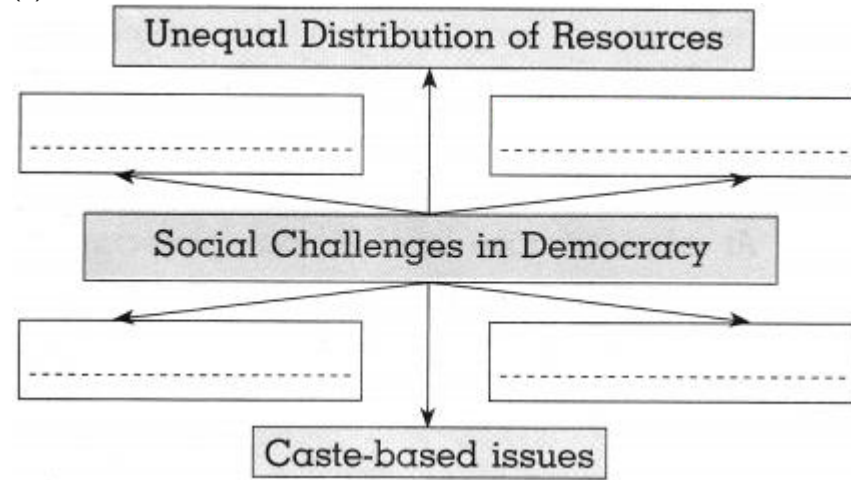 Unequal Distribution of Resources
Social Challenges in Democracy
Caste-based issues